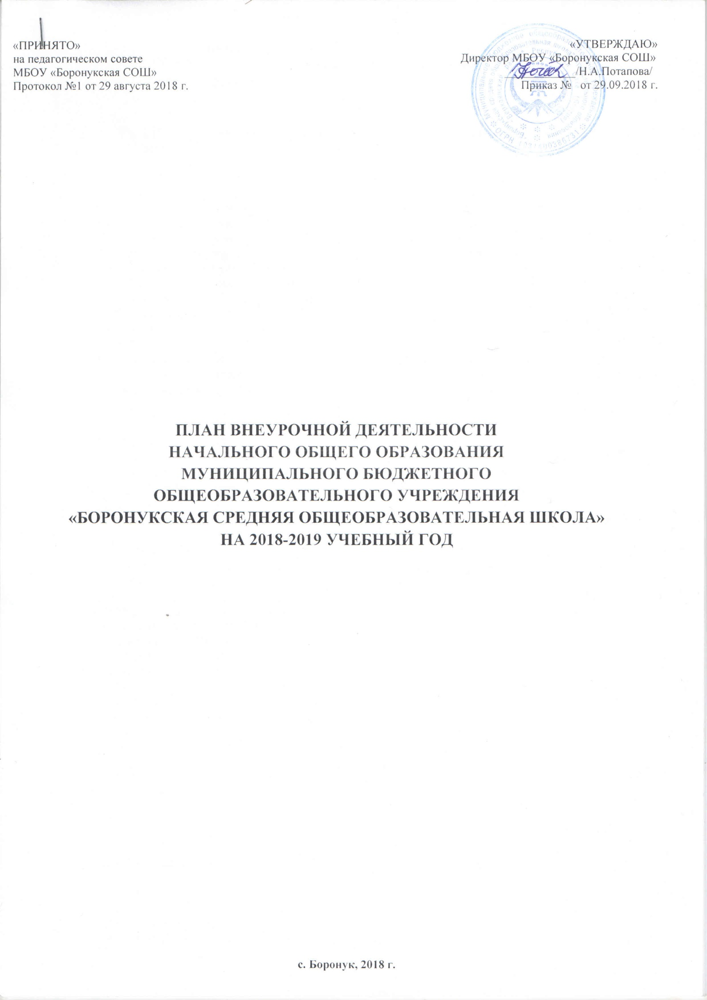 «ПРИНЯТО»
на педагогическом совете
МБОУ «Боронукская СОШ»
Протокол №1 от 29 августа 2018 г.
«УТВЕРЖДАЮ»
Директор МБОУ «Боронукская СОШ»
/Н.А.Потапова/
Приказ № от 29.09.2018 г.
ПЛАН ВНЕУРОЧНОЙ ДЕЯТЕЛЬНОСТИ
НАЧАЛЬНОГО ОБЩЕГО ОБРАЗОВАНИЯ
МУНИЦИПАЛЬНОГО БЮДЖЕТНОГО
ОБЩЕОБРАЗОВАТЕЛЬНОГО УЧРЕЖДЕНИЯ
«БОРОНУКСКАЯ СРЕДНЯЯ ОБЩЕОБРАЗОВАТЕЛЬНАЯ ШКОЛА»
НА 2018-2019 УЧЕБНЫЙ ГОД
с. Боронук, 2018 г.